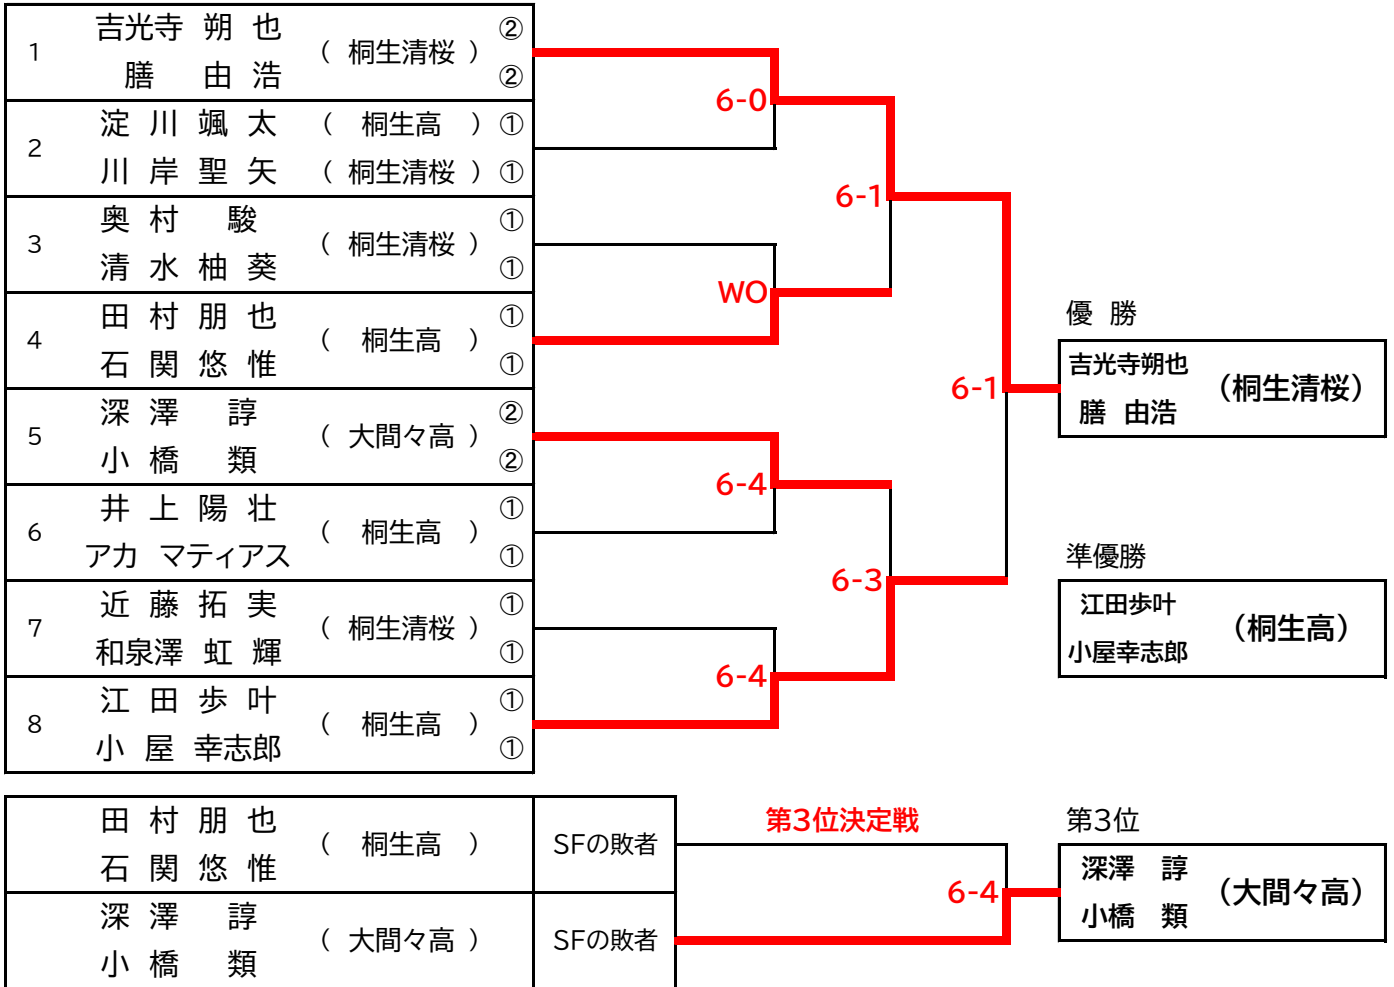 1 吉光寺 朔 也 ( 桐生清桜 ) ②
膳 由 浩 ②
2 淀 川 颯 太 ( 桐生高 ) ①
川 岸 聖 矢 ( 桐生清桜 ) ①
3 奥 村 駿 ( 桐生清桜 ) ①
清 水 柚 葵 ①
4 田 村 朋 也 ( 桐生高 ) ①
石 関 悠 惟 ①
5 深 澤 諄 ( 大間々高 ) ②
小 橋 類 ②
6 井 上 陽 壮 ( 桐生高 ) ①
アカ マティアス ①
7 近 藤 拓 実 ( 桐生清桜 ) ①
和泉澤 虹 輝 ①
8 江 田 歩 叶 ( 桐生高 ) ①
小 屋 幸志郎 ①
6-0
WO
6-4
6-4
6-1
6-3
6-1
優 勝
吉光寺朔也 (桐生清桜)
膳 由浩
準優勝
江田歩叶 (桐生高)
小屋幸志郎
田 村 朋 也 ( 桐生高 ) SFの敗者
石 関 悠 惟
深 澤 諄 ( 大間々高 ) SFの敗者
小 橋 類
第3位決定戦
6-4
第3位
深澤 諄 (大間々高)
小橋 類